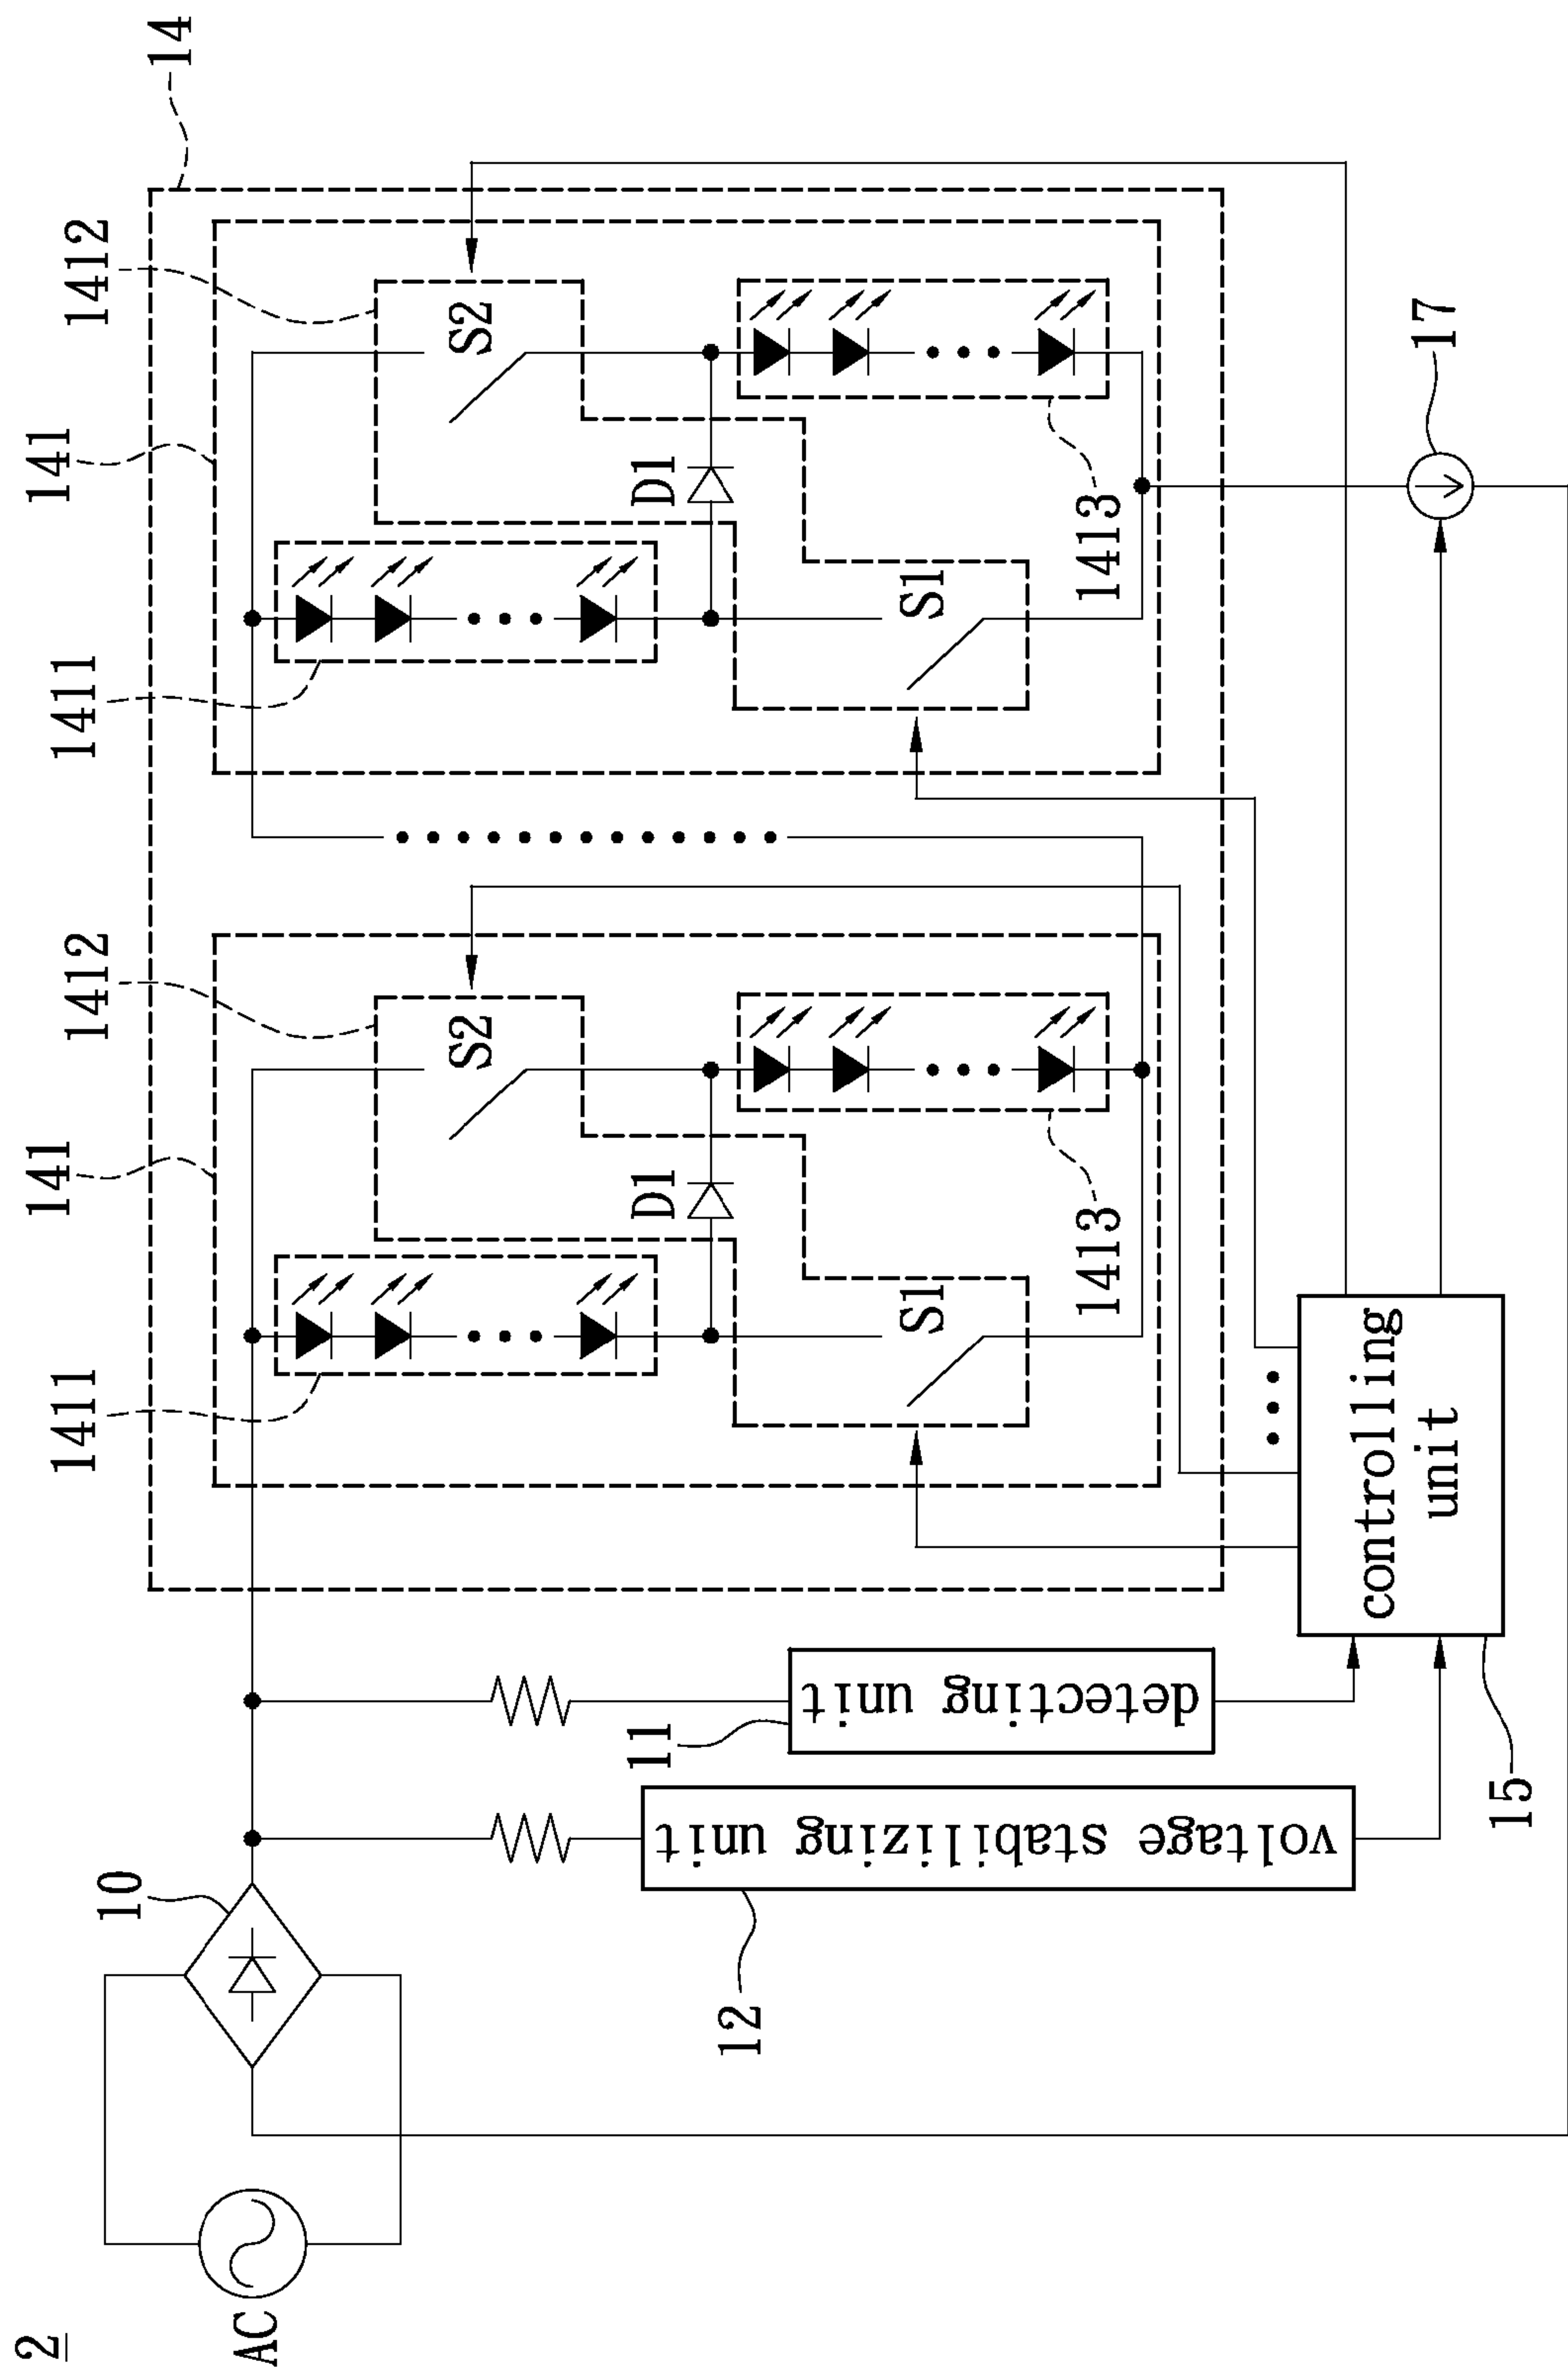 2
AC
10
12
voltage stabilizing unit
11
detecting unit
15
controlling
unit
14
141
1411
1412
S2
D1
S1
1413
141
1411
1412
S2
D1
S1
1413
17